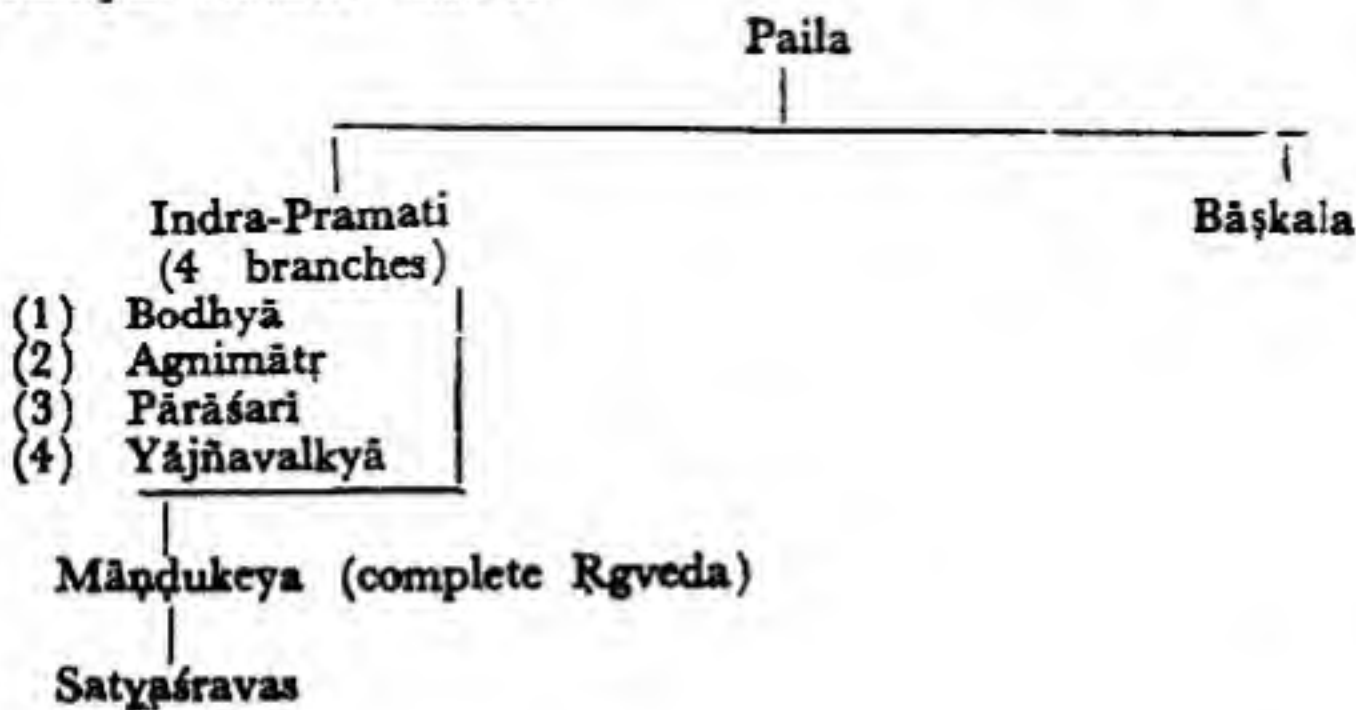 Paila
Indra-Pramati
Bāṣkala
(4 branches)
(1) Bodhyā
(2) Agnimātṛ
(3) Pārāśari
(4) Yājñavalkyā
Māṇḍukeya (complete Ṛgveda)
Satyaśravas